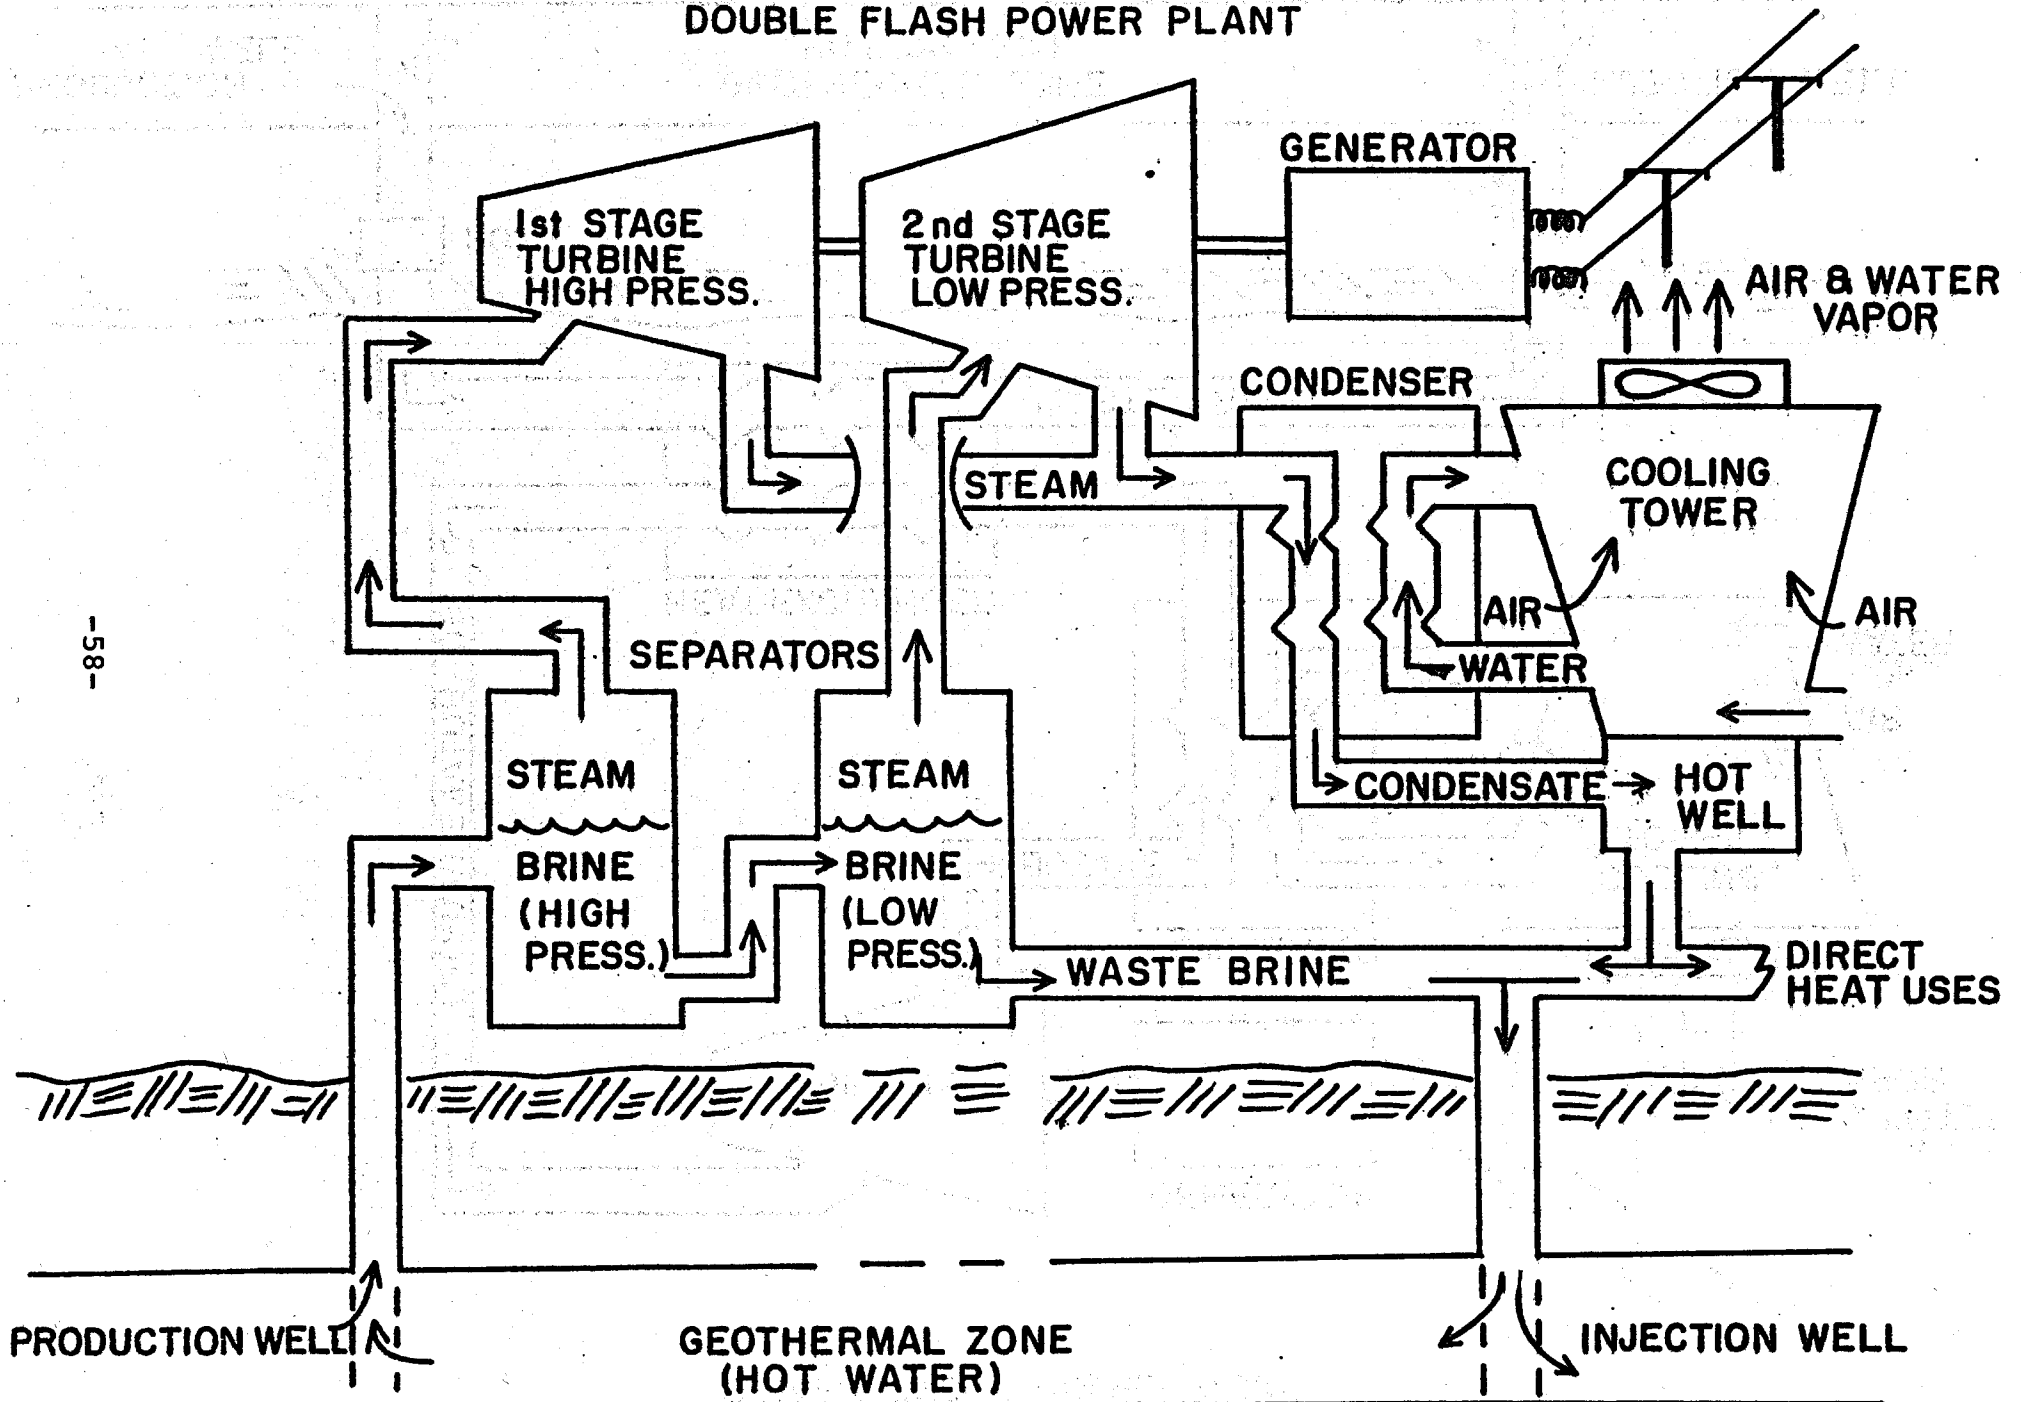 DOUBLE FLASH POWER PLANT
GENERATOR
1st STAGE
TURBINE
HIGH PRESS.
2nd STAGE
TURBINE
LOW PRESS.
AIR & WATER
VAPOR
CONDENSER
COOLING
TOWER
STEAM
AIR
AIR
-58-
SEPARATORS
WATER
STEAM
STEAM
CONDENSATE
HOT
WELL
BRINE
(HIGH
PRESS.)
BRINE
(LOW
PRESS.)
WASTE BRINE
DIRECT
HEAT USES
PRODUCTION WELL
GEOTHERMAL ZONE
(HOT WATER)
INJECTION WELL